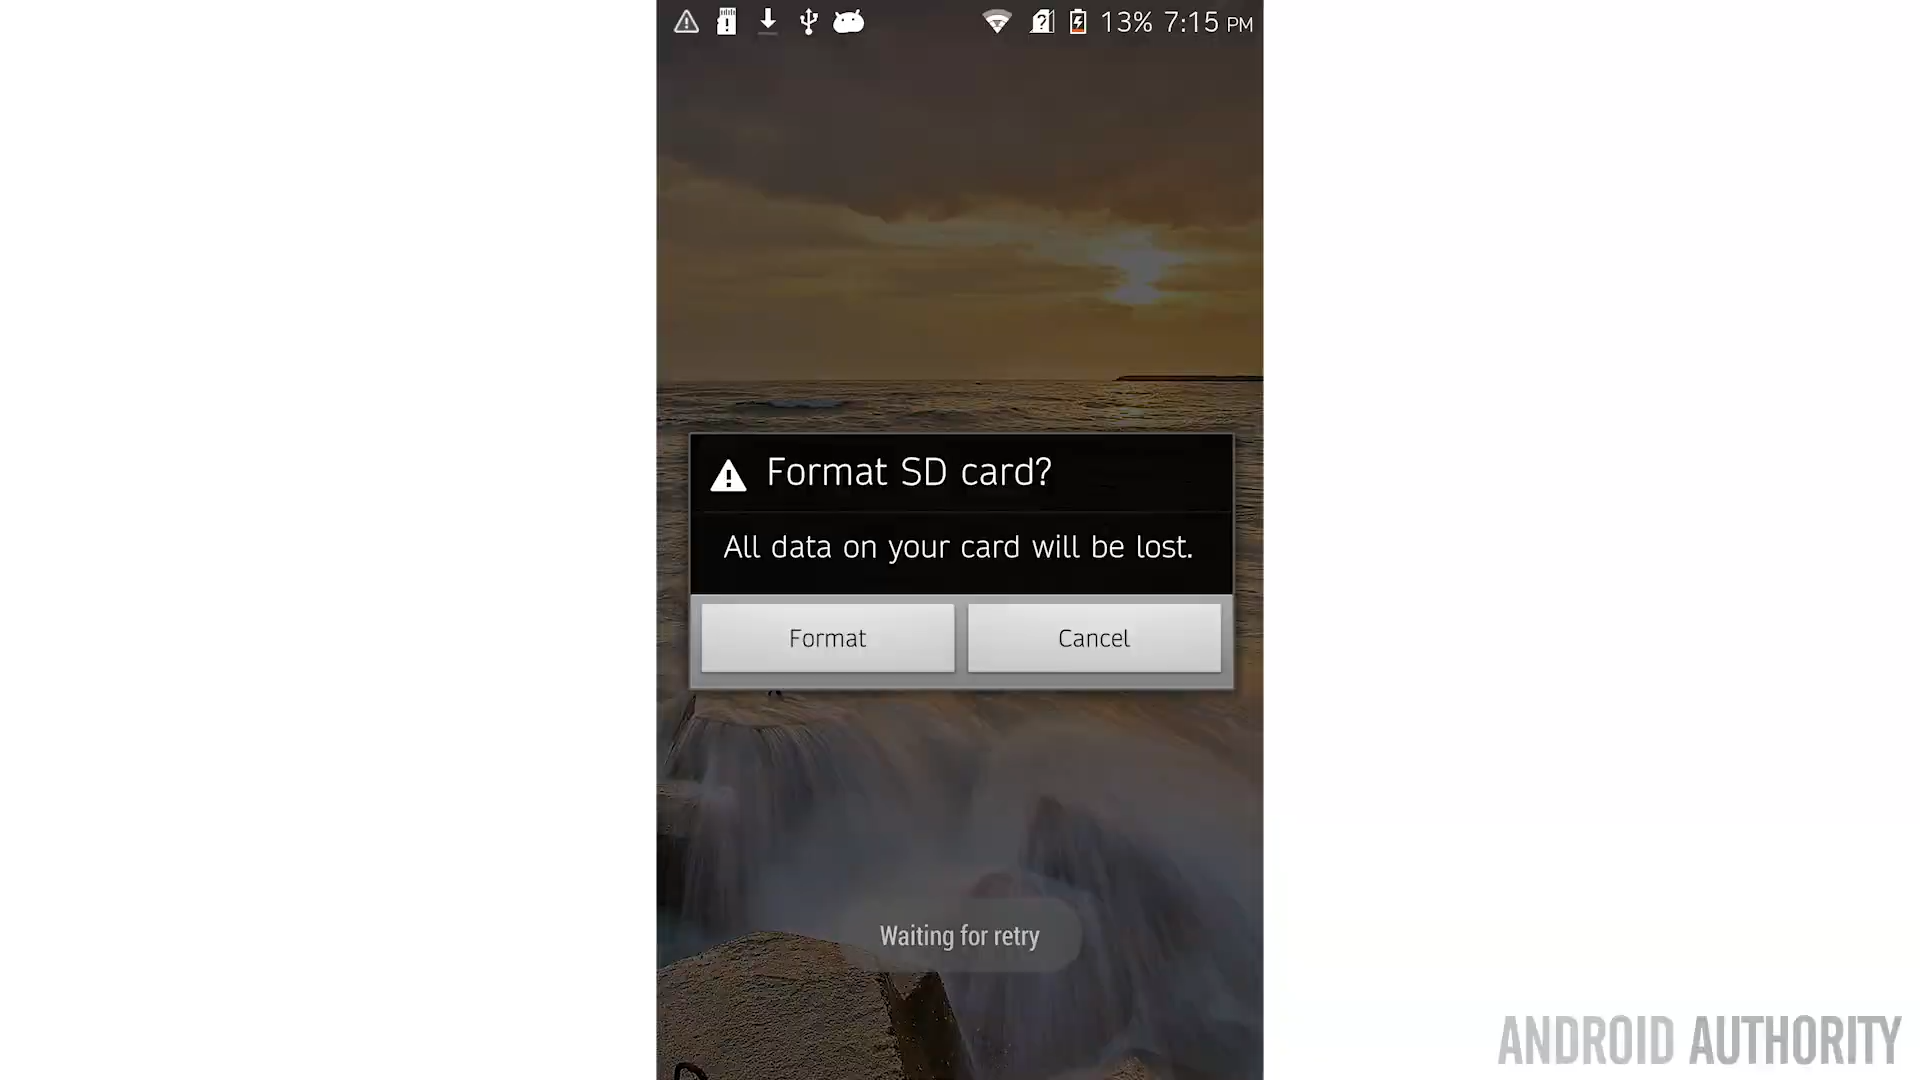 13% 7:15 PM
Format SD card?
All data on your card will be lost.
Format Cancel
Waiting for retry
ANDROID AUTHORITY